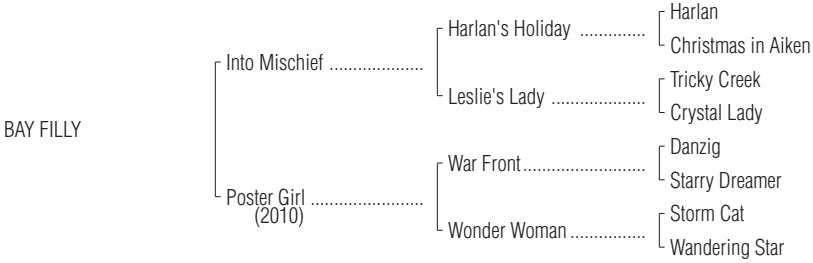 Harlan
Harlan's Holiday ..............
Christmas in Aiken
Into Mischief ....................
Tricky Creek
Leslie's Lady ....................
Crystal Lady
BAY FILLY
Danzig
War Front..........................
Starry Dreamer
Poster Girl ........................
(2010)
Storm Cat
Wonder Woman ................
Wandering Star